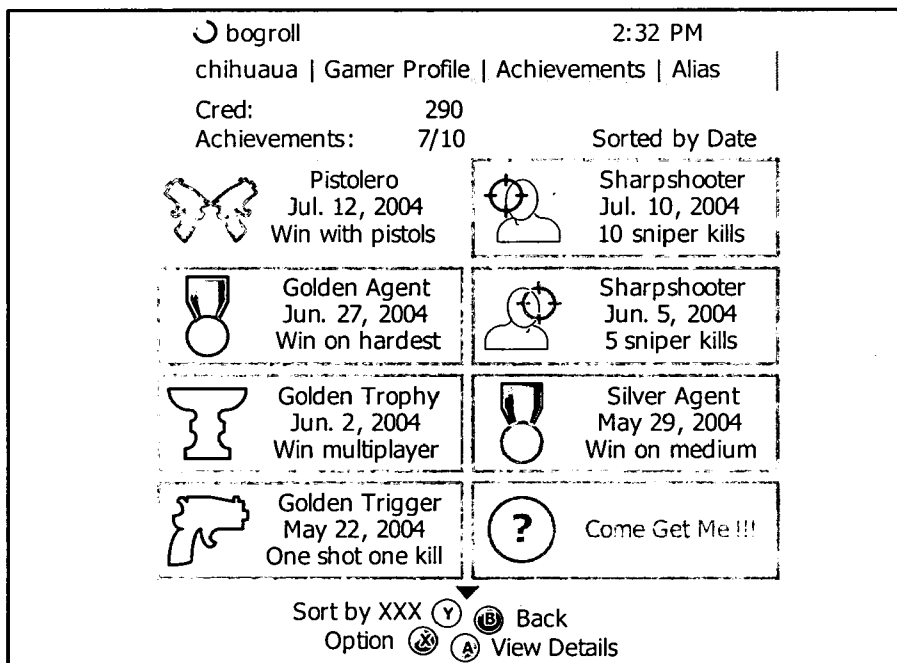 bogroll 2:32 PM
chihuaua | Gamer Profile | Achievements | Alias
Cred: 290
Achievements: 7/10 Sorted by Date
Pistolero
Jul. 12, 2004
Win with pistols
Sharpshooter
Jul. 10, 2004
10 sniper kills
Golden Agent
Jun. 27, 2004
Win on hardest
Sharpshooter
Jun. 5, 2004
5 sniper kills
Golden Trophy
Jun. 2, 2004
Win multiplayer
Silver Agent
May 29, 2004
Win on medium
Golden Trigger
May 22, 2004
One shot one kill
?
Come Get Me !!!
Sort by XXX Y B Back
Option X A View Details